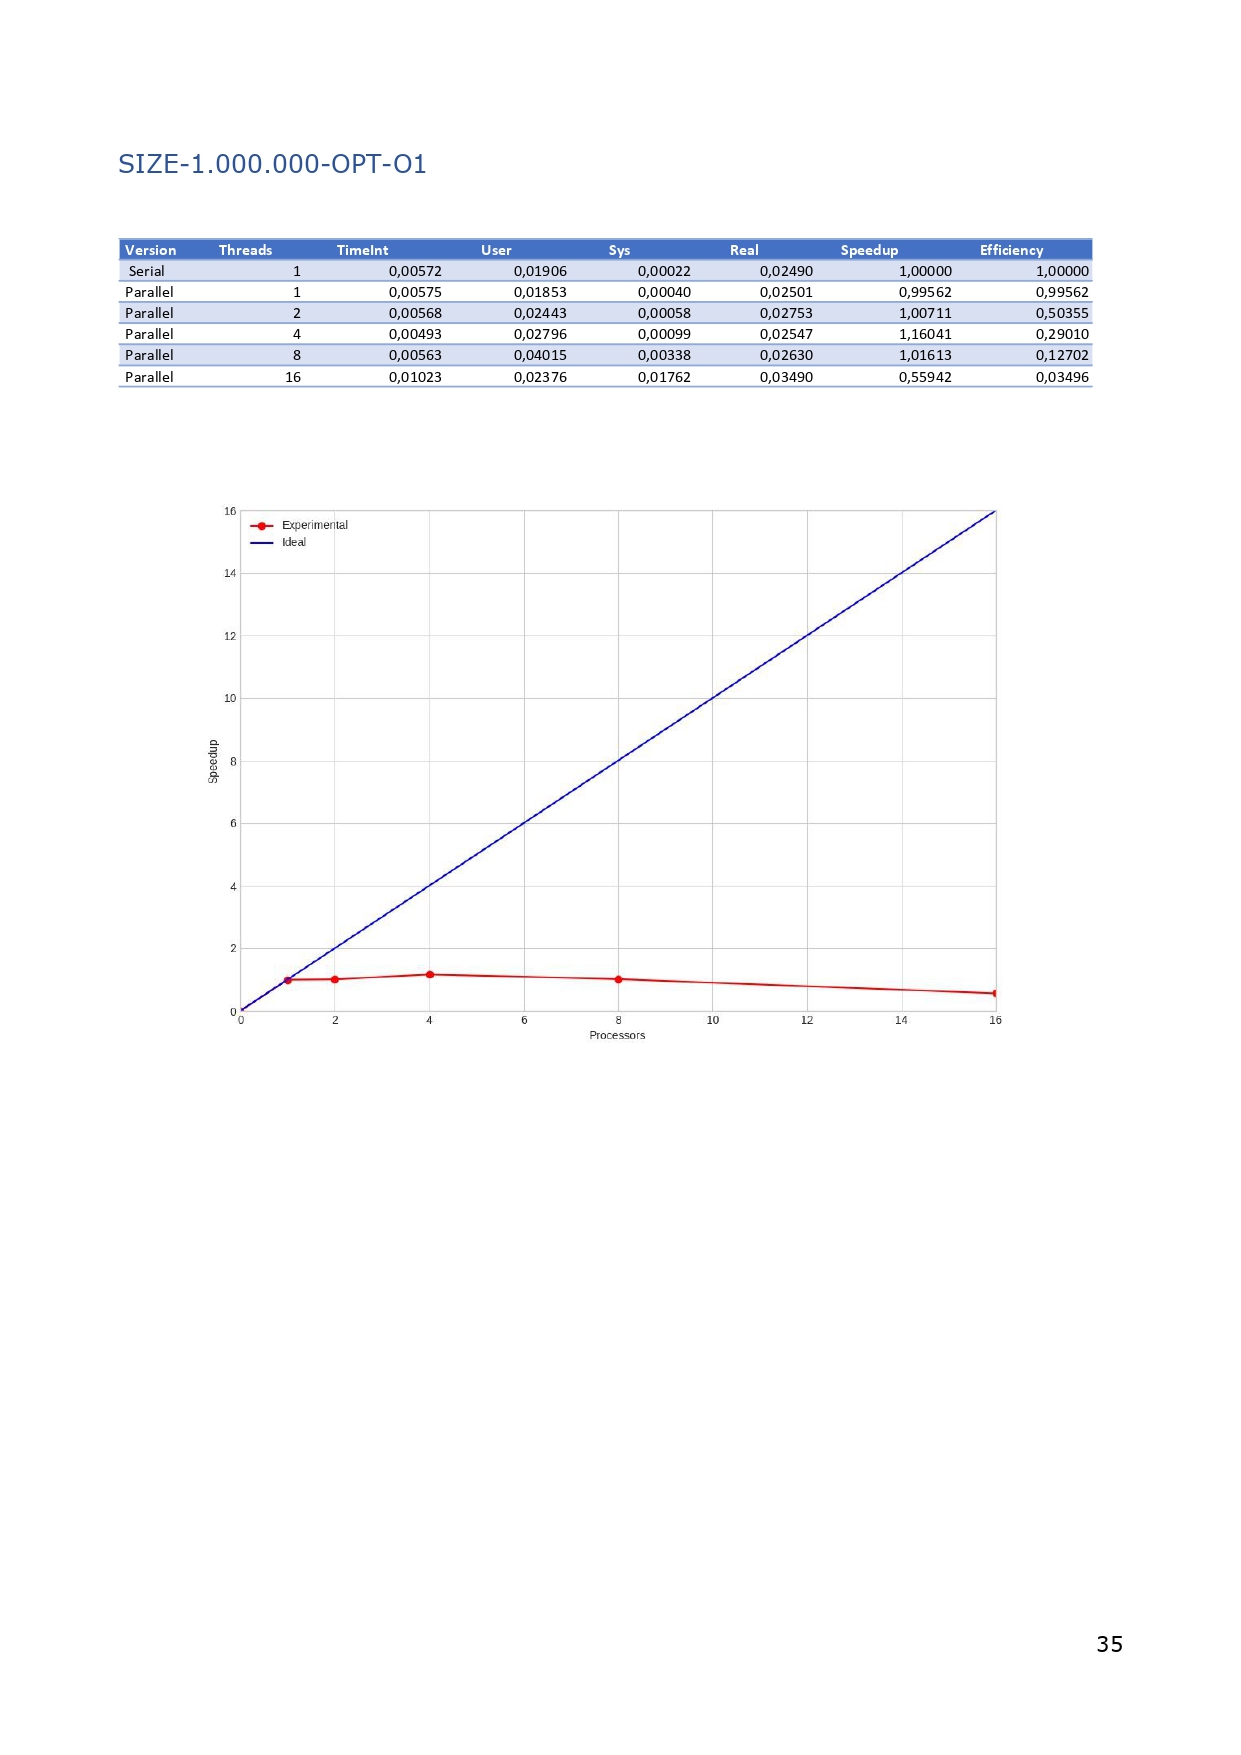 SIZE-1.000.000-OPT-O1
Version Threads TimeInt User Sys Real Speedup Efficiency
Serial 1 0,00572 0,01906 0,00022 0,02490 1,00000 1,00000
Parallel 1 0,00575 0,01853 0,00040 0,02501 0,99562 0,99562
Parallel 2 0,00568 0,02443 0,00058 0,02753 1,00711 0,50355
Parallel 4 0,00493 0,02796 0,00099 0,02547 1,16041 0,29010
Parallel 8 0,00563 0,04015 0,00338 0,02630 1,01613 0,12702
Parallel 16 0,01023 0,02376 0,01762 0,03490 0,55942 0,03496
Experimental
Ideal
16
14
12
10
8
6
4
2
0
Speedup
0 2 4 6 8 10 12 14 16
Processors
35